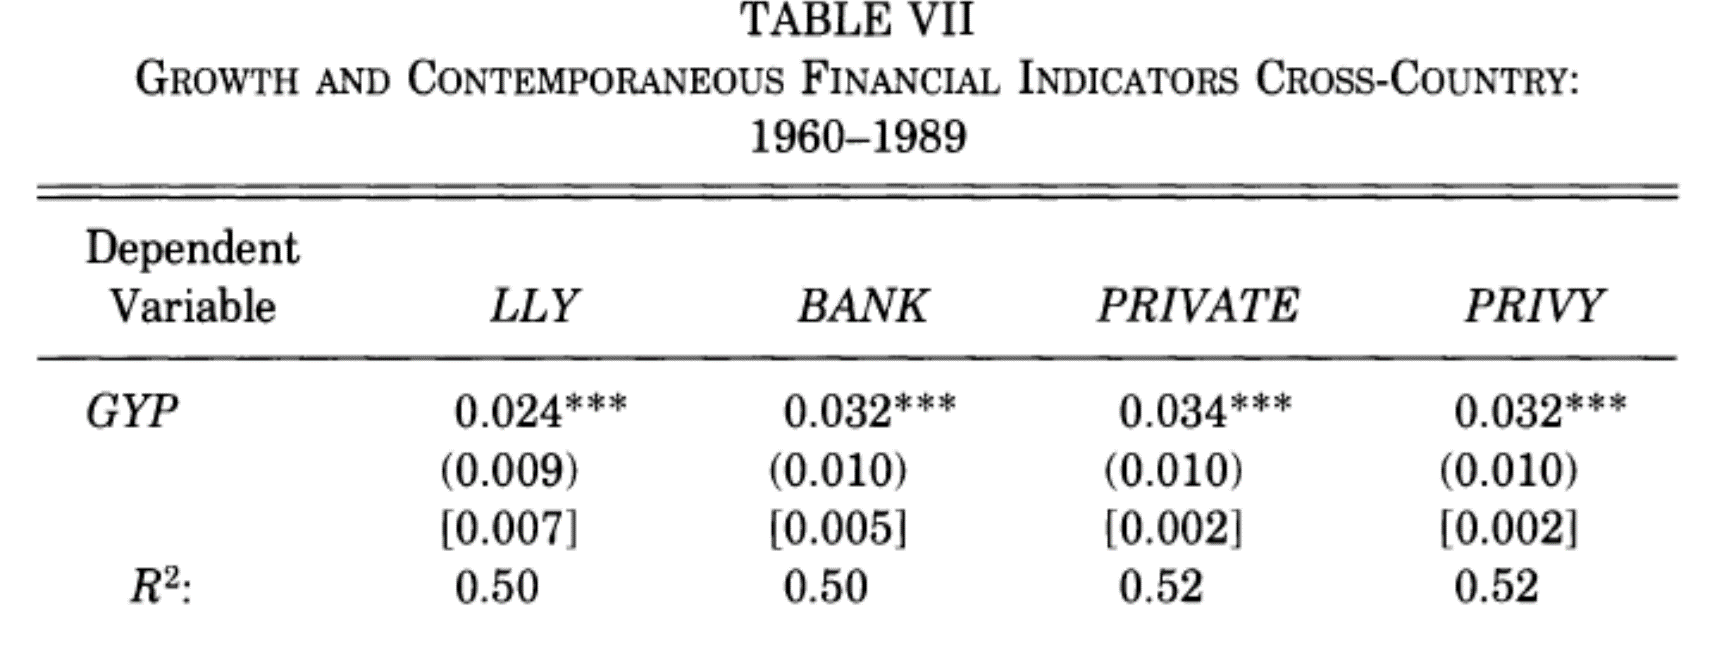 TABLE VII
GROWTH AND CONTEMPORANEOUS FINANCIAL INDICATORS CROSS-COUNTRY:
1960–1989
Dependent
Variable LLY BANK PRIVATE PRIVY
GYP 0.024*** 0.032*** 0.034*** 0.032***
(0.009) (0.010) (0.010) (0.010)
[0.007] [0.005] [0.002] [0.002]
R²: 0.50 0.50 0.52 0.52